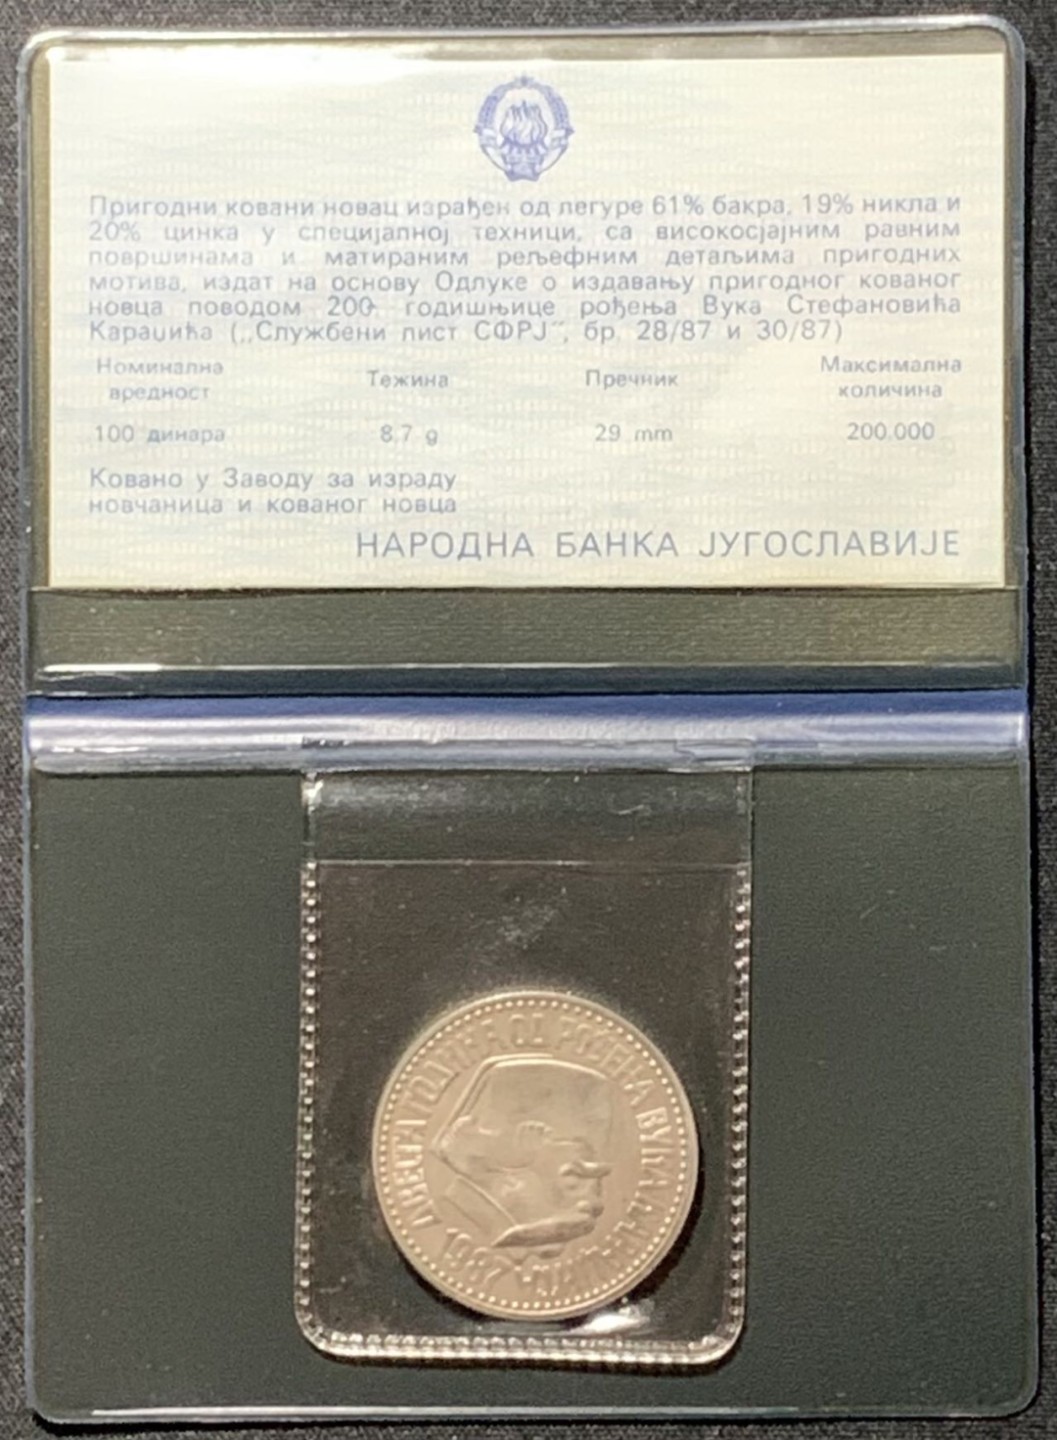 Пригодни ковани новац израђен од легуре 61% бакра, 19% никла и
20% цинка у специјалној техници, са високосјајним равним
површинама и матираним рељефним детаљима пригодних
мотива, издат на основу Одлуке о издавању пригодног кованог
новца поводом 200- годишњице рођења Вука Стефановића
Караџића („Службени лист СФРЈ”, бр. 28/87 и 30/87)
Номинална вредност
Тежина
Пречник
Максимална количина
100 динара
8,7 g
29 mm
200.000
Ковано у Заводу за израду
новчаница и кованог новца
НАРОДНА БАНКА ЈУГОСЛАВИЈЕ
ДВЕСТА ГОДИНА ОД РОЂЕЊА ВУКА КАРАЏИЋА
1987